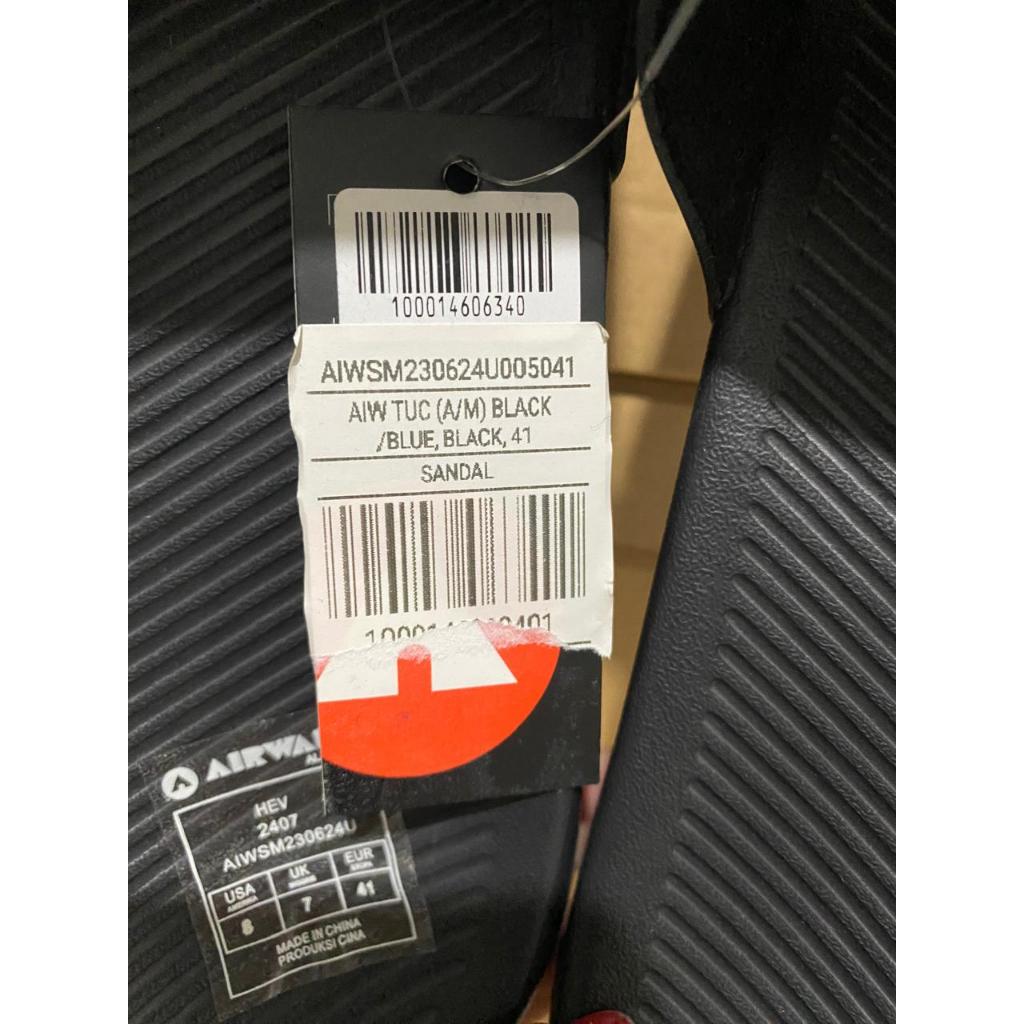 100014606340
AIWSM230624U005041
AIW TUC (A/M) BLACK
/BLUE, BLACK, 41
SANDAL
HEV
2407
AIWSM230624U
USA UK EUR
8 7 41
MADE IN CHINA
PRODUKSI CINA